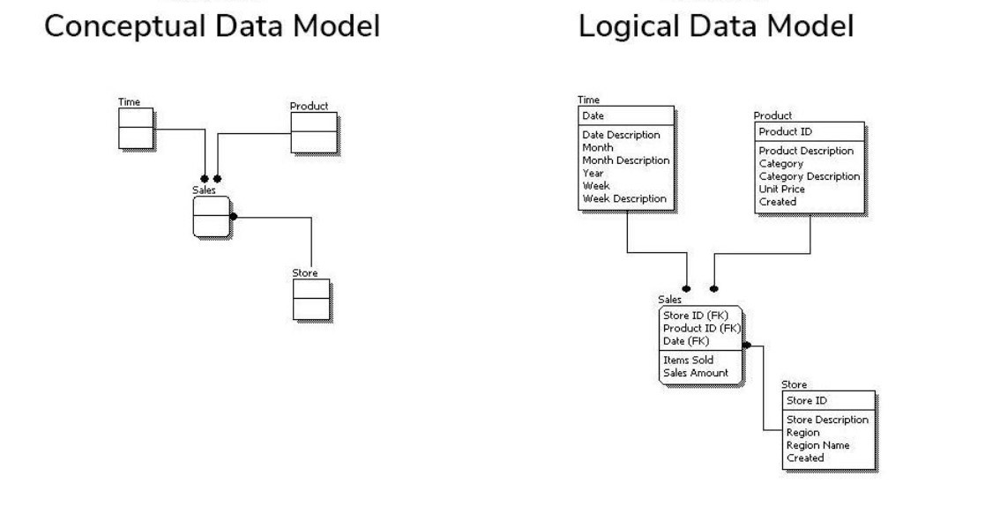 Conceptual Data Model
Time
Product
Sales
Store
Logical Data Model
Time
Date
Date Description
Month
Month Description
Year
Week
Week Description
Product
Product ID
Product Description
Category
Category Description
Unit Price
Created
Sales
Store ID (FK)
Product ID (FK)
Date (FK)
Items Sold
Sales Amount
Store
Store ID
Store Description
Region
Region Name
Created